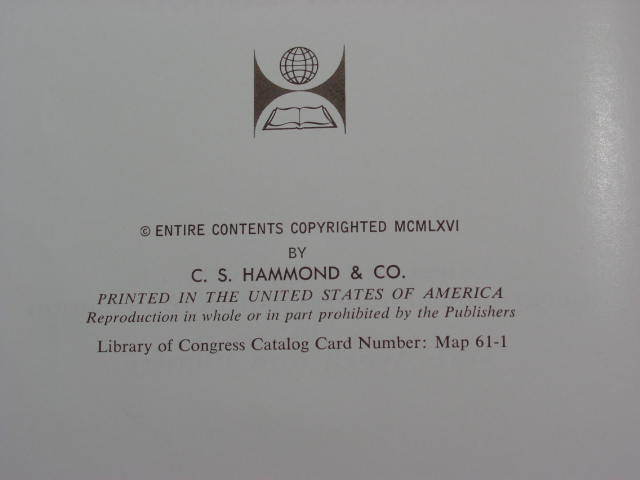 © ENTIRE CONTENTS COPYRIGHTED MCMLXVI
BY
C. S. HAMMOND & CO.
PRINTED IN THE UNITED STATES OF AMERICA
Reproduction in whole or in part prohibited by the Publishers
Library of Congress Catalog Card Number: Map 61-1